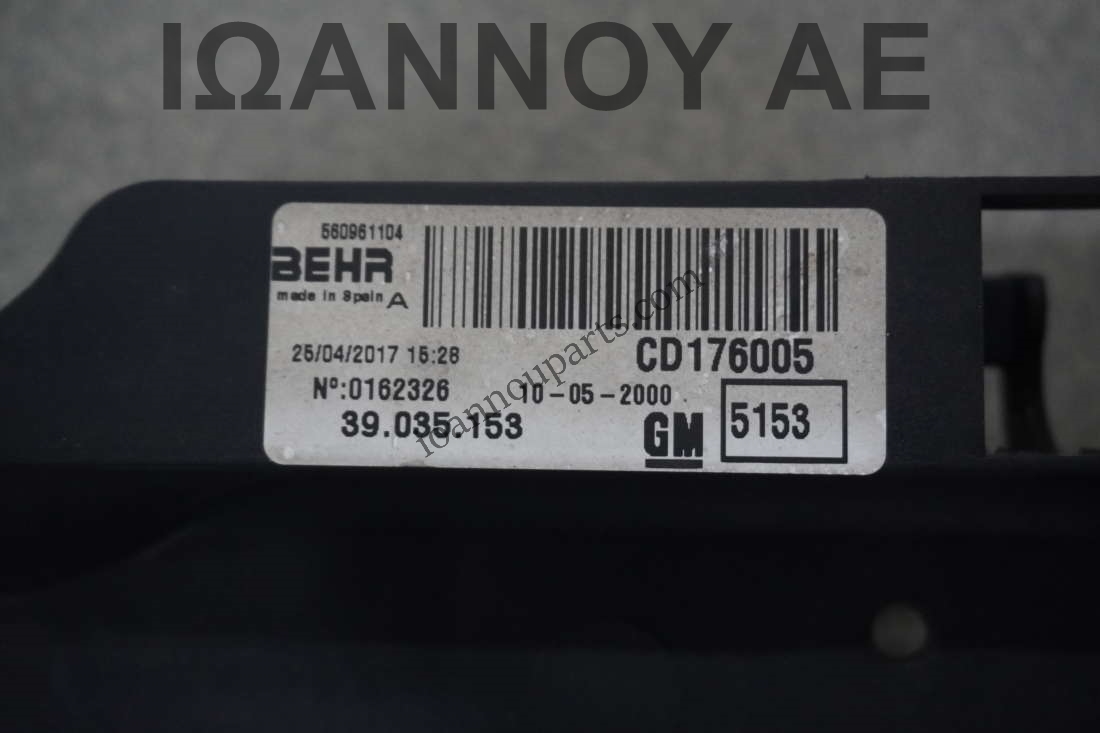 ΙΩΑΝΝΟΥ ΑΕ
560961104
BEHR
made in Spain A
CD176005
25/04/2017 15:28
Nº:0162326 10-05-2000
39.035.153
GM 5153
ioannouparts.com